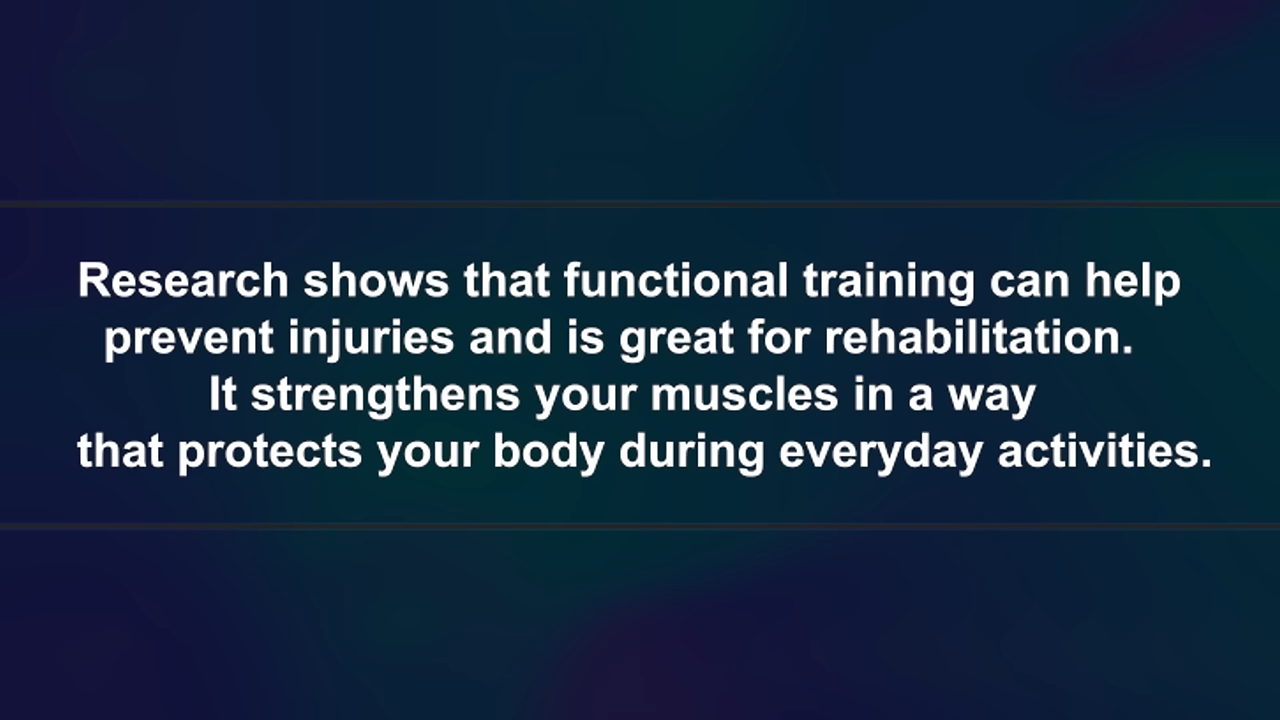 Research shows that functional training can help
prevent injuries and is great for rehabilitation.
It strengthens your muscles in a way
that protects your body during everyday activities.